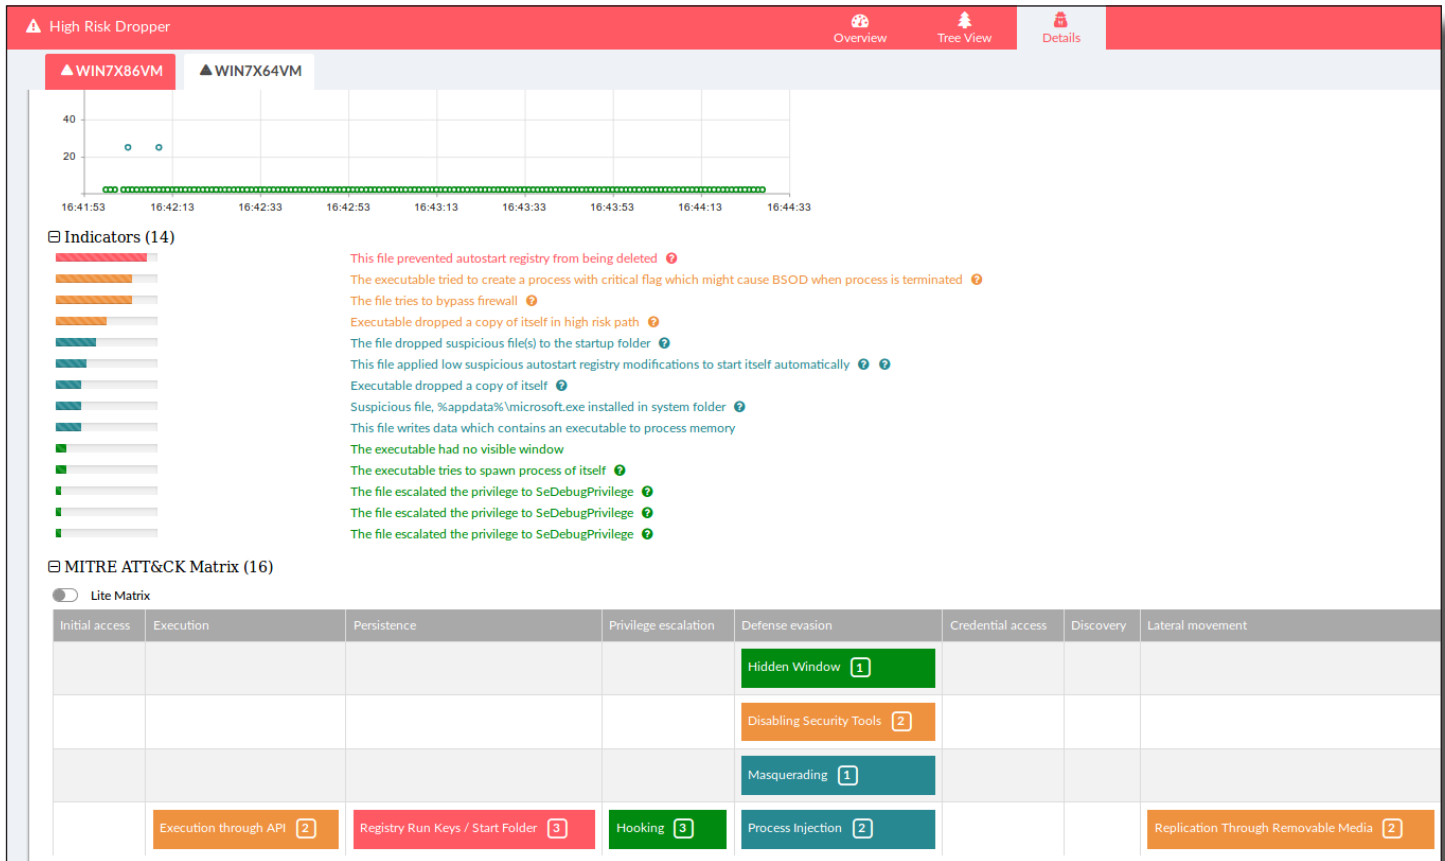 High Risk Dropper
Overview
Tree View
Details
WIN7X86VM
WIN7X64VM
40
20
16:41:53 16:42:13 16:42:33 16:42:53 16:43:13 16:43:33 16:43:53 16:44:13 16:44:33
Indicators (14)
This file prevented autostart registry from being deleted
The executable tried to create a process with critical flag which might cause BSOD when process is terminated
The file tries to bypass firewall
Executable dropped a copy of itself in high risk path
The file dropped suspicious file(s) to the startup folder
This file applied low suspicious autostart registry modifications to start itself automatically
Executable dropped a copy of itself
Suspicious file, %appdata%\microsoft.exe installed in system folder
This file writes data which contains an executable to process memory
The executable had no visible window
The executable tries to spawn process of itself
The file escalated the privilege to SeDebugPrivilege
The file escalated the privilege to SeDebugPrivilege
The file escalated the privilege to SeDebugPrivilege
MITRE ATT&CK Matrix (16)
Lite Matrix
Initial access Execution Persistence Privilege escalation Defense evasion Credential access Discovery Lateral movement
Hidden Window 1
Disabling Security Tools 2
Masquerading 1
Execution through API 2 Registry Run Keys / Start Folder 3 Hooking 3 Process Injection 2 Replication Through Removable Media 2